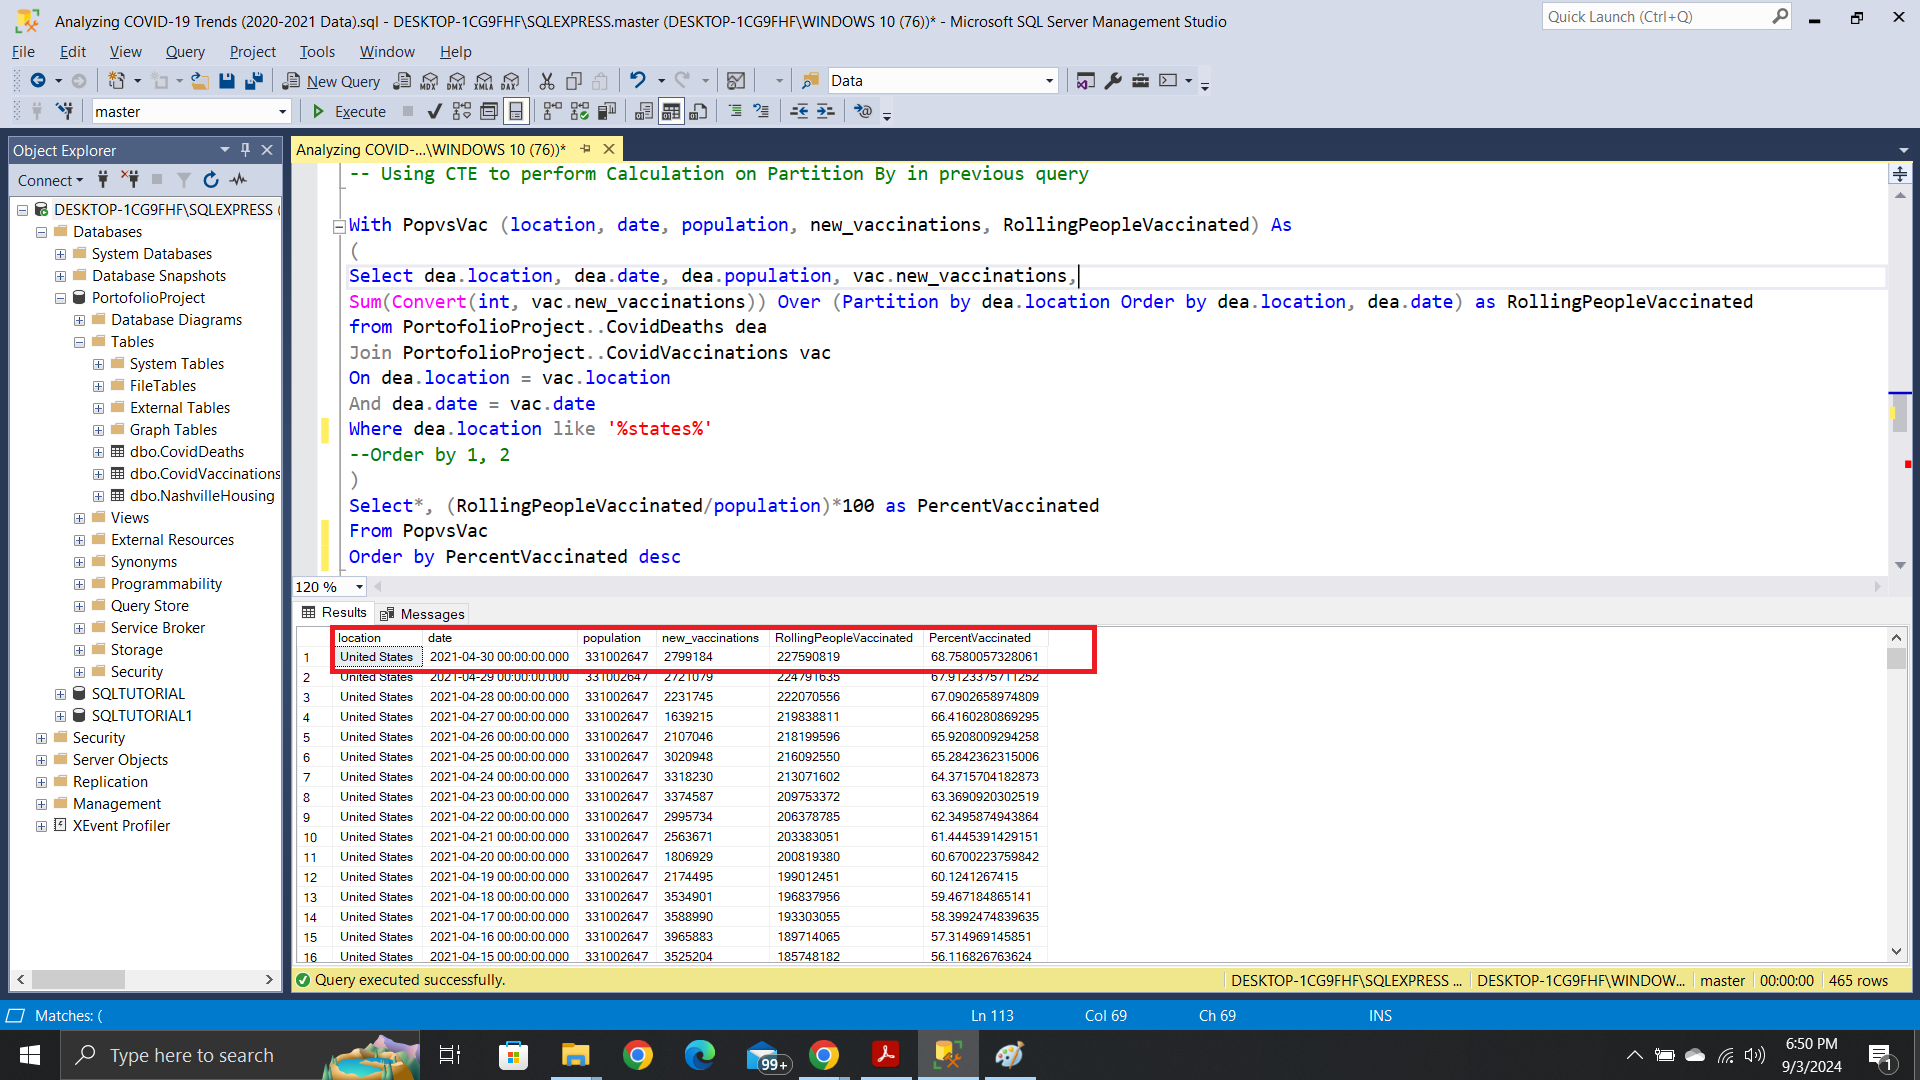 Analyzing COVID-19 Trends (2020-2021 Data).sql - DESKTOP-1CG9FHF\SQLEXPRESS.master (DESKTOP-1CG9FHF\WINDOWS 10 (76))* - Microsoft SQL Server Management Studio
Quick Launch (Ctrl+Q)
File Edit View Query Project Tools Window Help
New Query
MDX DMX XMLA DAX
Data
master
Execute
Object Explorer
Connect
DESKTOP-1CG9FHF\SQLEXPRESS (
Databases
System Databases
Database Snapshots
PortofolioProject
Database Diagrams
Tables
System Tables
FileTables
External Tables
Graph Tables
dbo.CovidDeaths
dbo.CovidVaccinations
dbo.NashvilleHousing
Views
External Resources
Synonyms
Programmability
Query Store
Service Broker
Storage
Security
SQLTUTORIAL
SQLTUTORIAL1
Security
Server Objects
Replication
Management
XEvent Profiler
Analyzing COVID-...\WINDOWS 10 (76))*
-- Using CTE to perform Calculation on Partition By in previous query
With PopvsVac (location, date, population, new_vaccinations, RollingPeopleVaccinated) As
(
Select dea.location, dea.date, dea.population, vac.new_vaccinations,
Sum(Convert(int, vac.new_vaccinations)) Over (Partition by dea.location Order by dea.location, dea.date) as RollingPeopleVaccinated
from PortofolioProject..CovidDeaths dea
Join PortofolioProject..CovidVaccinations vac
On dea.location = vac.location
And dea.date = vac.date
Where dea.location like '%states%'
--Order by 1, 2
)
Select*, (RollingPeopleVaccinated/population)*100 as PercentVaccinated
From PopvsVac
Order by PercentVaccinated desc
120 %
Results Messages
location date population new_vaccinations RollingPeopleVaccinated PercentVaccinated
1 United States 2021-04-30 00:00:00.000 331002647 2799184 227590819 68.7580057328061
2 United States 2021-04-29 00:00:00.000 331002647 2721079 224791635 67.9123375711252
3 United States 2021-04-28 00:00:00.000 331002647 2231745 222070556 67.0902658974809
4 United States 2021-04-27 00:00:00.000 331002647 1639215 219838811 66.4160280869295
5 United States 2021-04-26 00:00:00.000 331002647 2107046 218199596 65.9208009294258
6 United States 2021-04-25 00:00:00.000 331002647 3020948 216092550 65.2842362315006
7 United States 2021-04-24 00:00:00.000 331002647 3318230 213071602 64.3715704182873
8 United States 2021-04-23 00:00:00.000 331002647 3374587 209753372 63.3690920302519
9 United States 2021-04-22 00:00:00.000 331002647 2995734 206378785 62.3495874943864
10 United States 2021-04-21 00:00:00.000 331002647 2563671 203383051 61.4445391429151
11 United States 2021-04-20 00:00:00.000 331002647 1806929 200819380 60.6700223759842
12 United States 2021-04-19 00:00:00.000 331002647 2174495 199012451 60.1241267415
13 United States 2021-04-18 00:00:00.000 331002647 3534901 196837956 59.467184865141
14 United States 2021-04-17 00:00:00.000 331002647 3588990 193303055 58.3992474839635
15 United States 2021-04-16 00:00:00.000 331002647 3965883 189714065 57.314969145851
16 United States 2021-04-15 00:00:00.000 331002647 3525204 185748182 56.116826763624
Query executed successfully.
DESKTOP-1CG9FHF\SQLEXPRESS ... DESKTOP-1CG9FHF\WINDOW... master 00:00:00 465 rows
Matches: ( Ln 113 Col 69 Ch 69 INS
Type here to search
99+
6:50 PM
9/3/2024
1